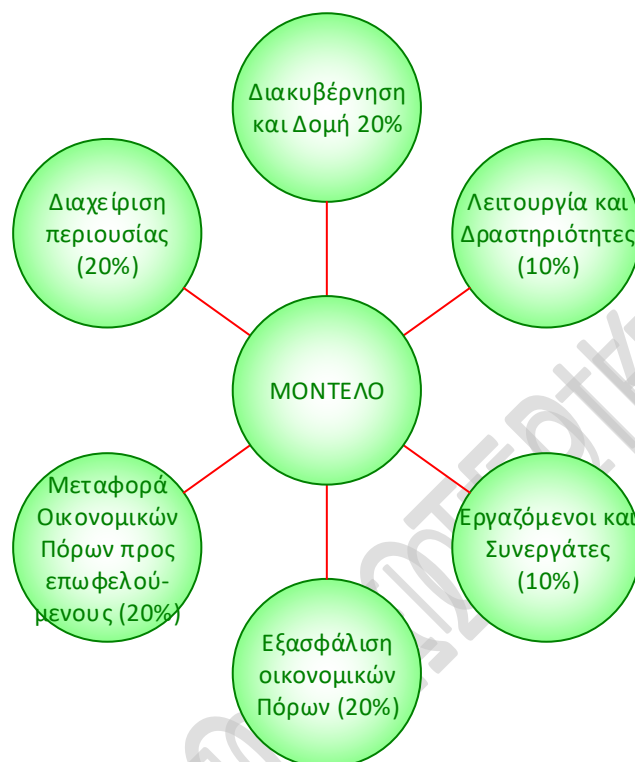 Διακυβέρνηση
και Δομή 20%
Διαχείριση
περιουσίας
(20%)
Λειτουργία και
Δραστηριότητες
(10%)
ΜΟΝΤΕΛΟ
Μεταφορά
Οικονομικών
Πόρων προς
επωφελού-
μενους (20%)
Εργαζόμενοι και
Συνεργάτες
(10%)
Εξασφάλιση
οικονομικών
Πόρων (20%)